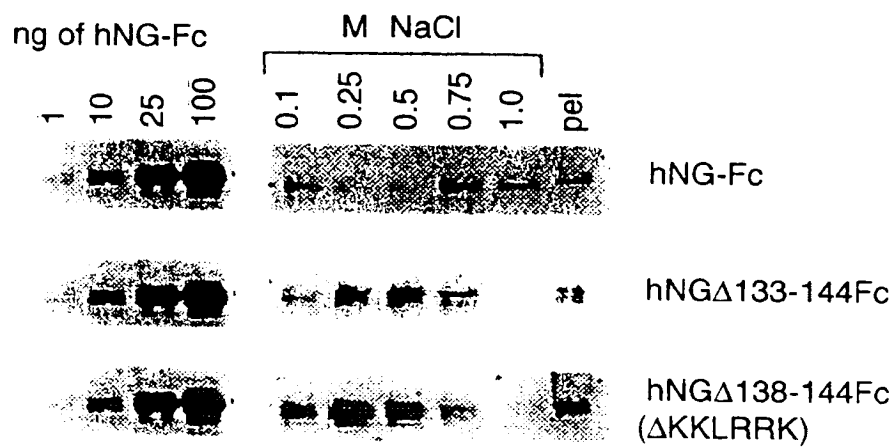 ng of hNG-Fc
M NaCl
1 10 25 100 0.1 0.25 0.5 0.75 1.0 pel
hNG-Fc
hNGΔ133-144Fc
hNGΔ138-144Fc
(ΔKKLRRK)